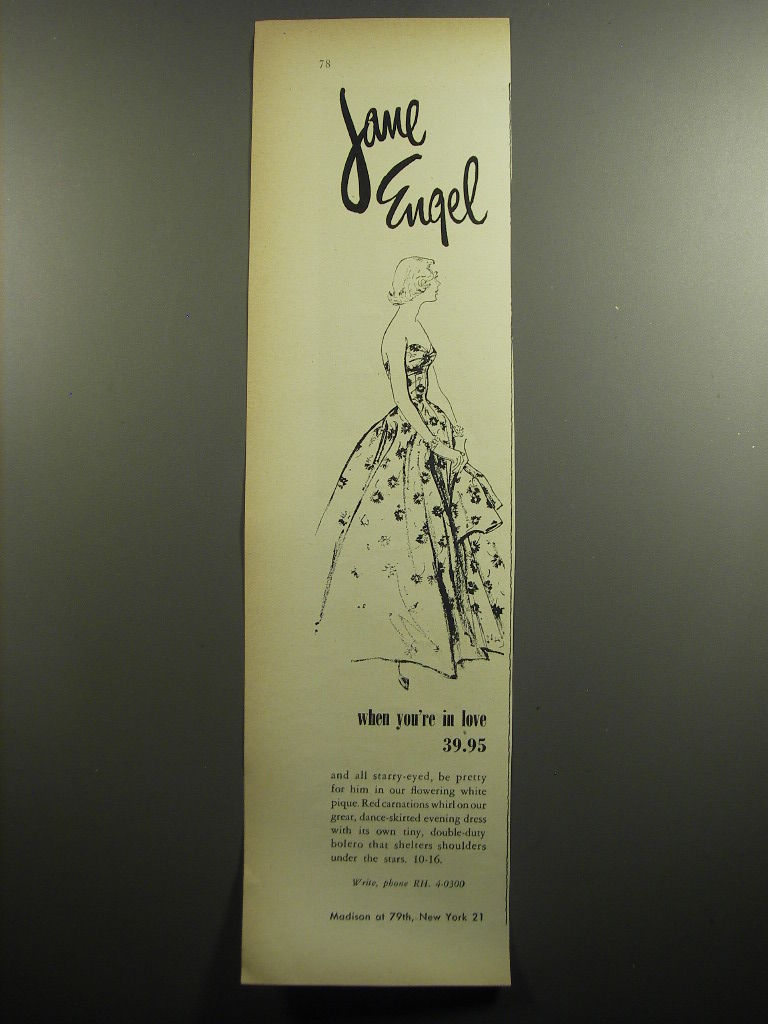 78
Jane
Engel
when you're in love
39.95
and all starry-eyed, be pretty
for him in our flowering white
pique. Red carnations whirl on our
great, dance-skirted evening dress
with its own tiny, double-duty
bolero that shelters shoulders
under the stars. 10-16.
Write, phone RH. 4-0300
Madison at 79th, New York 21